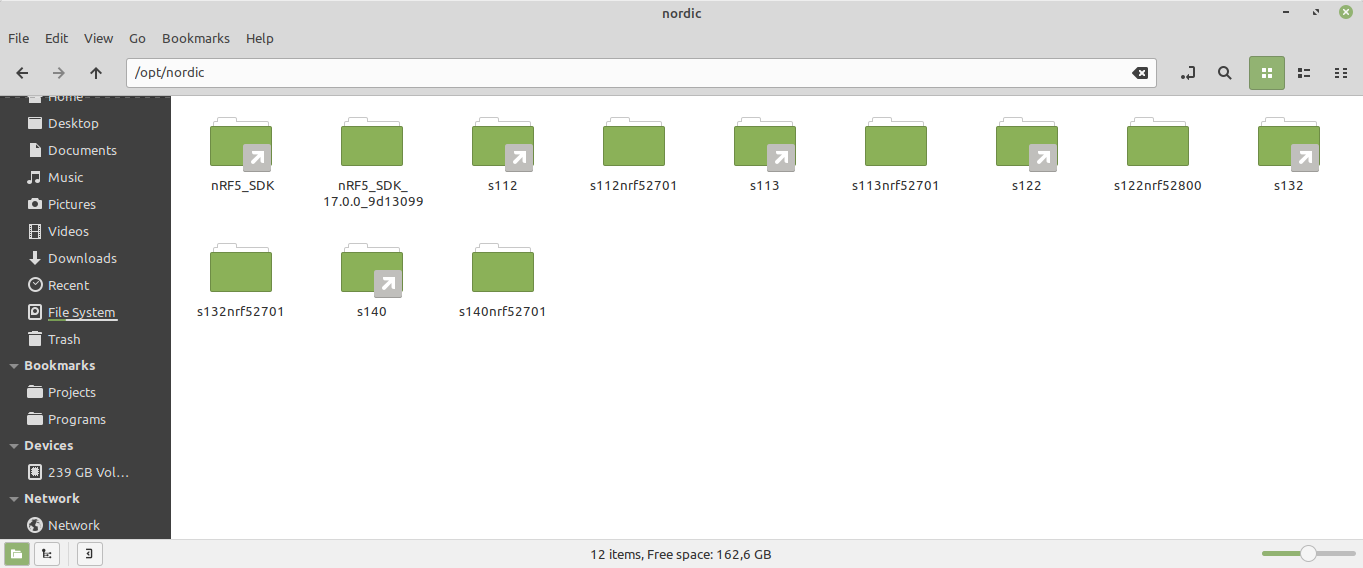 nordic
File Edit View Go Bookmarks Help
/opt/nordic
Home
Desktop
Documents
Music
Pictures
Videos
Downloads
Recent
File System
Trash
Bookmarks
Projects
Programs
Devices
239 GB Vol...
Network
Network
nRF5_SDK
nRF5_SDK_
17.0.0_9d13099
s112
s112nrf52701
s113
s113nrf52701
s122
s122nrf52800
s132
s132nrf52701
s140
s140nrf52701
12 items, Free space: 162,6 GB